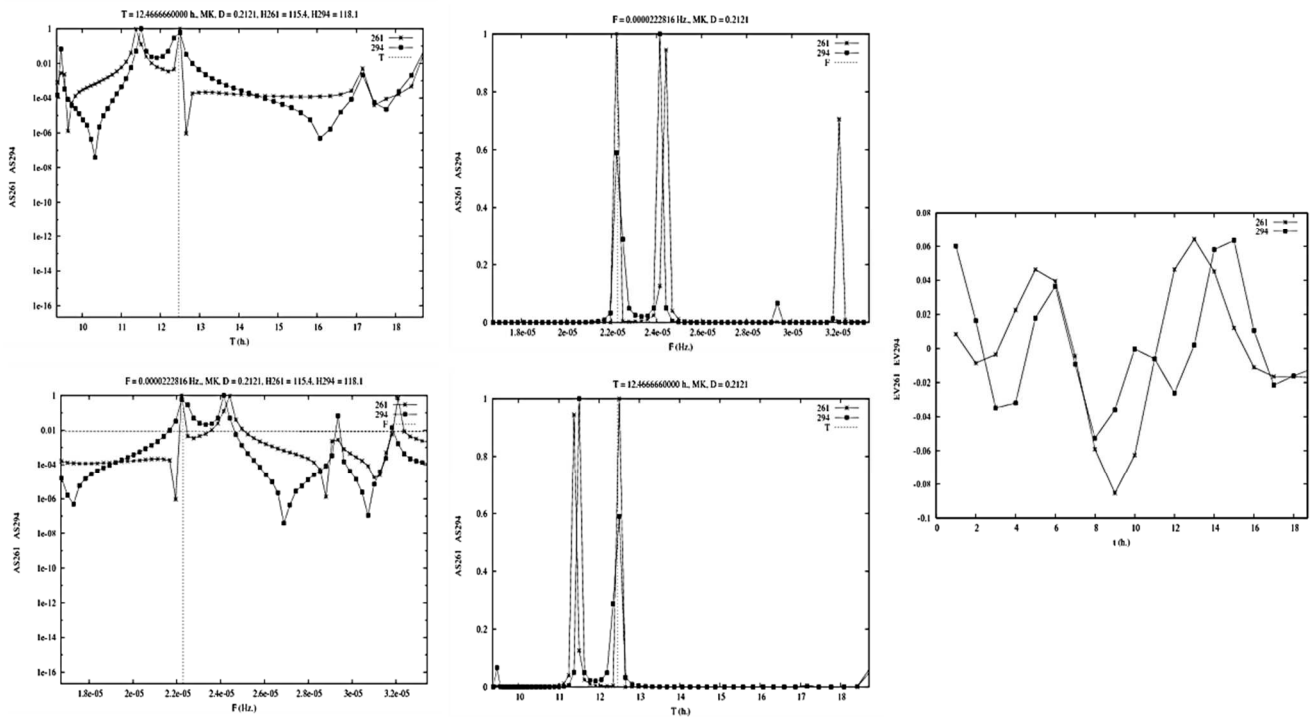 T = 12.4666660000 h, MK, D = 0.2121, H261 = 115.4, H294 = 118.1
AS261 AS294
1
0.01
0.0001
1e-06
1e-08
1e-10
1e-12
1e-14
1e-16
261
294
T
10 11 12 13 14 15 16 17 18
T (h.)
F = 0.0000222816 Hz., MK, D = 0.2121
AS261 AS294
1
0.8
0.6
0.4
0.2
0
261
294
F
1.8e-05 2e-05 2.2e-05 2.4e-05 2.6e-05 2.8e-05 3e-05 3.2e-05
F (Hz.)
F = 0.0000222816 Hz., MK, D = 0.2121, H261 = 115.4, H294 = 118.1
AS261 AS294
1
0.01
0.0001
1e-06
1e-08
1e-10
1e-12
1e-14
1e-16
261
294
F
1.8e-05 2e-05 2.2e-05 2.4e-05 2.6e-05 2.8e-05 3e-05 3.2e-05
F (Hz.)
T = 12.4666660000 h, MK, D = 0.2121
AS261 AS294
1
0.8
0.6
0.4
0.2
0
261
294
T
10 11 12 13 14 15 16 17 18
T (h.)
EV261 EV294
0.08
0.06
0.04
0.02
0
-0.02
-0.04
-0.06
-0.08
-0.1
261
294
0 2 4 6 8 10 12 14 16 18
t (h.)